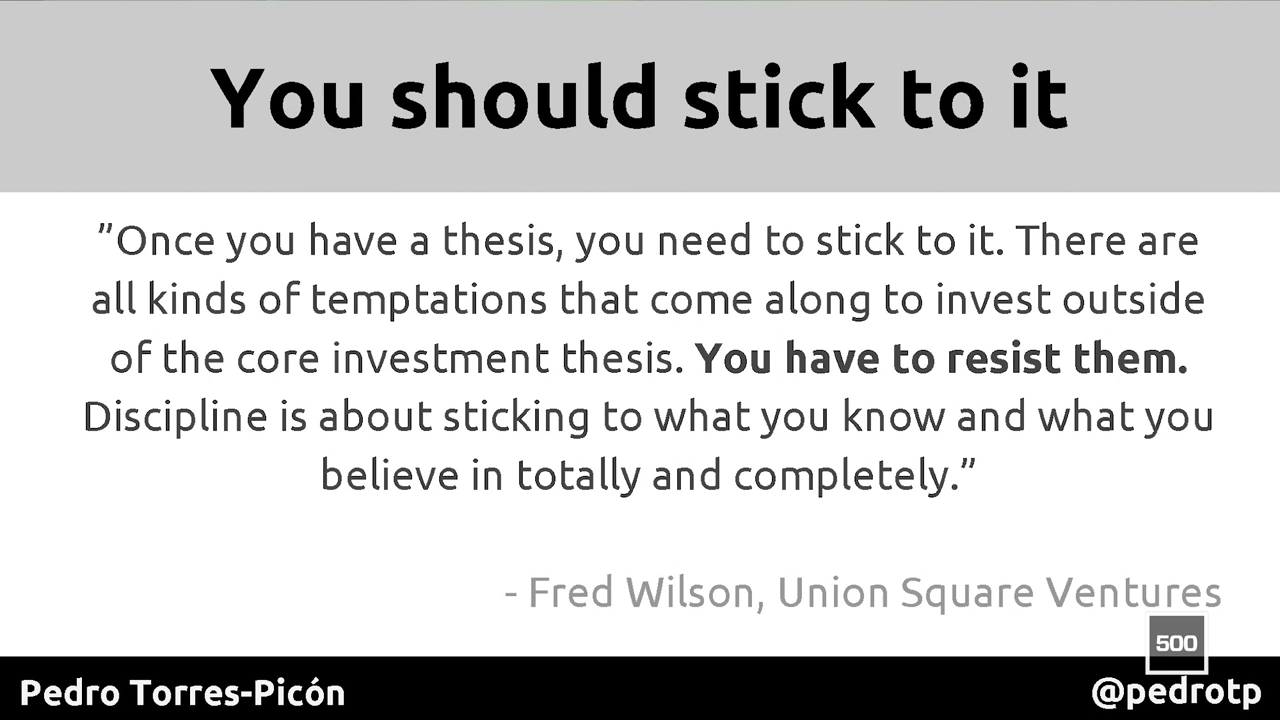 You should stick to it
”Once you have a thesis, you need to stick to it. There are
all kinds of temptations that come along to invest outside
of the core investment thesis. You have to resist them.
Discipline is about sticking to what you know and what you
believe in totally and completely.”
- Fred Wilson, Union Square Ventures
500
Pedro Torres-Picón
@pedrotp